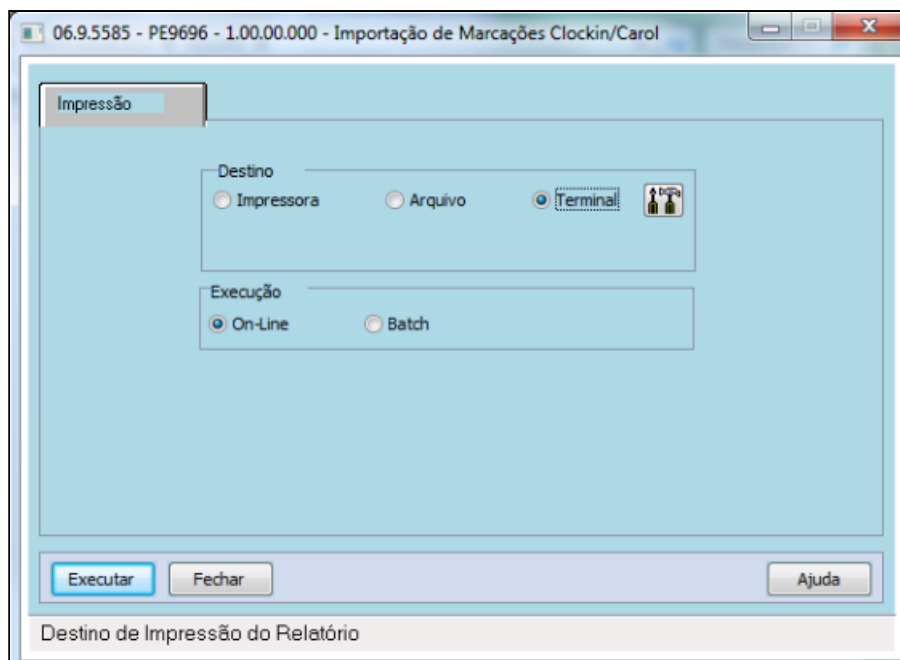 06.9.5585 - PE9696 - 1.00.00.000 - Importação de Marcações Clockin/Carol
Impressão
Destino
Impressora Arquivo Terminal
Execução
On-Line Batch
Executar Fechar Ajuda
Destino de Impressão do Relatório